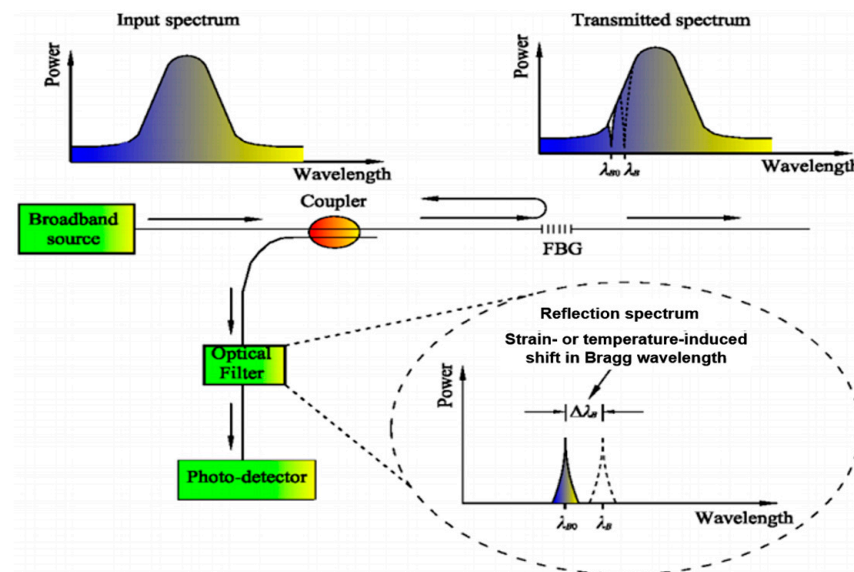 Input spectrum
Power
Wavelength
Transmitted spectrum
Power
λB0 λB
Wavelength
Broadband
source
Coupler
FBG
Optical
Filter
Photo-detector
Reflection spectrum
Strain- or temperature-induced
shift in Bragg wavelength
Power
ΔλB
λB0 λB
Wavelength